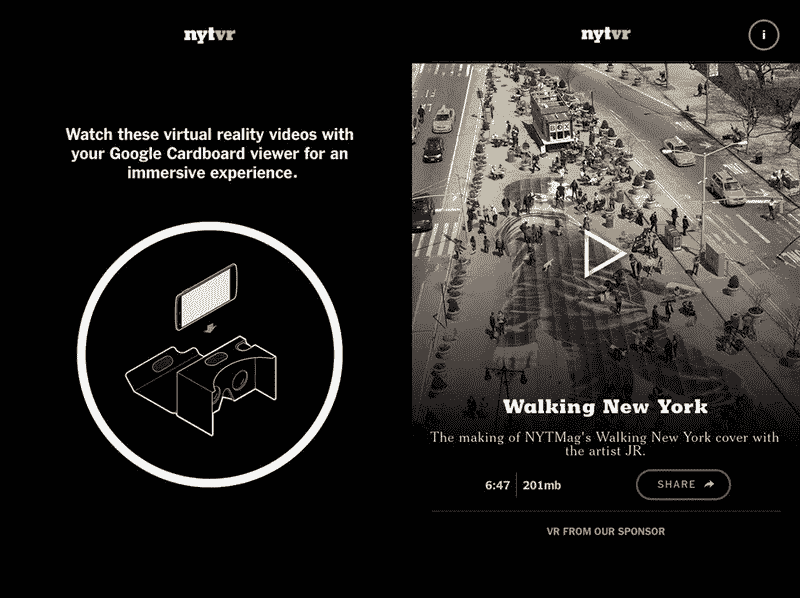 nytvr
Watch these virtual reality videos with
your Google Cardboard viewer for an
immersive experience.
nytvr
i
Walking New York
The making of NYTMag's Walking New York cover with
the artist JR.
6:47
201mb
SHARE
VR FROM OUR SPONSOR